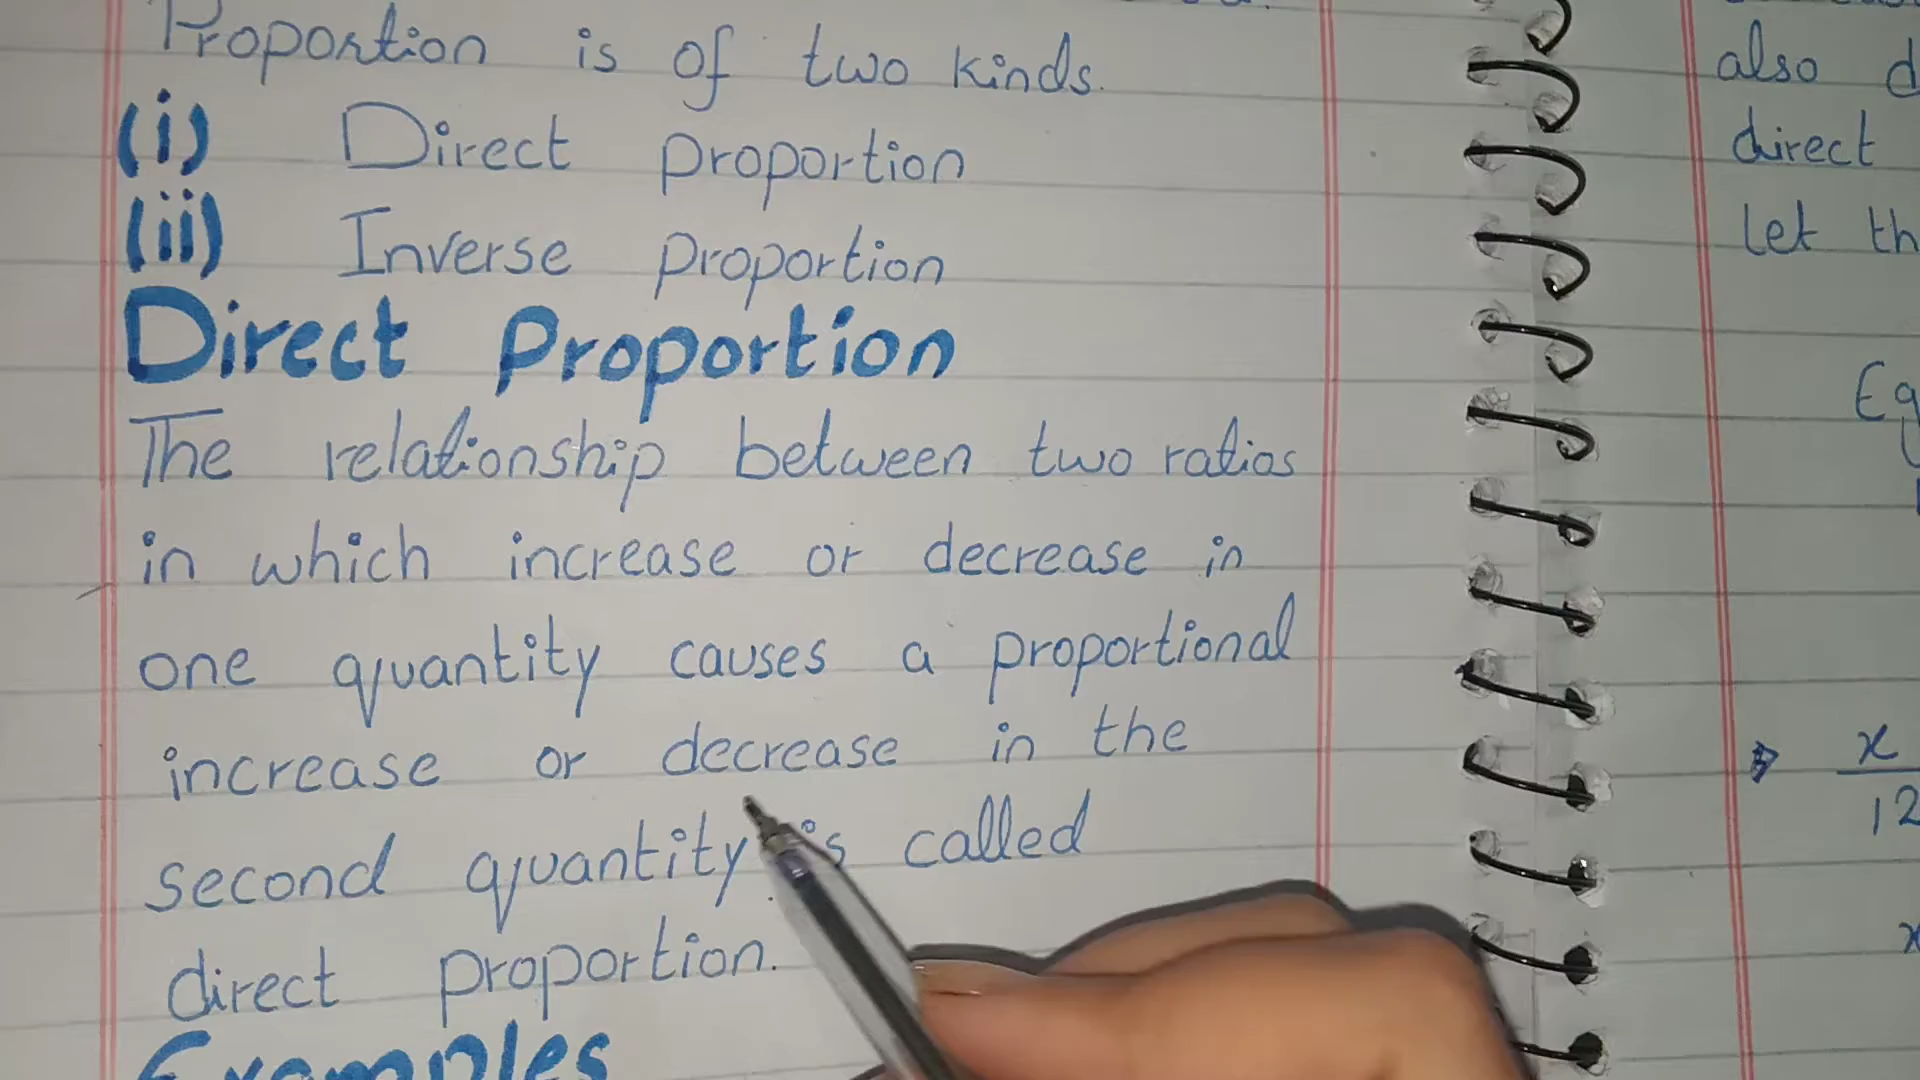 Proportion is of two kinds.
(i) Direct proportion
(ii) Inverse proportion
Direct Proportion
The relationship between two ratios
in which increase or decrease in
one quantity causes a proportional
increase or decrease in the
second quantity is called
direct proportion.
Examples
also
direct
let
x
12
x